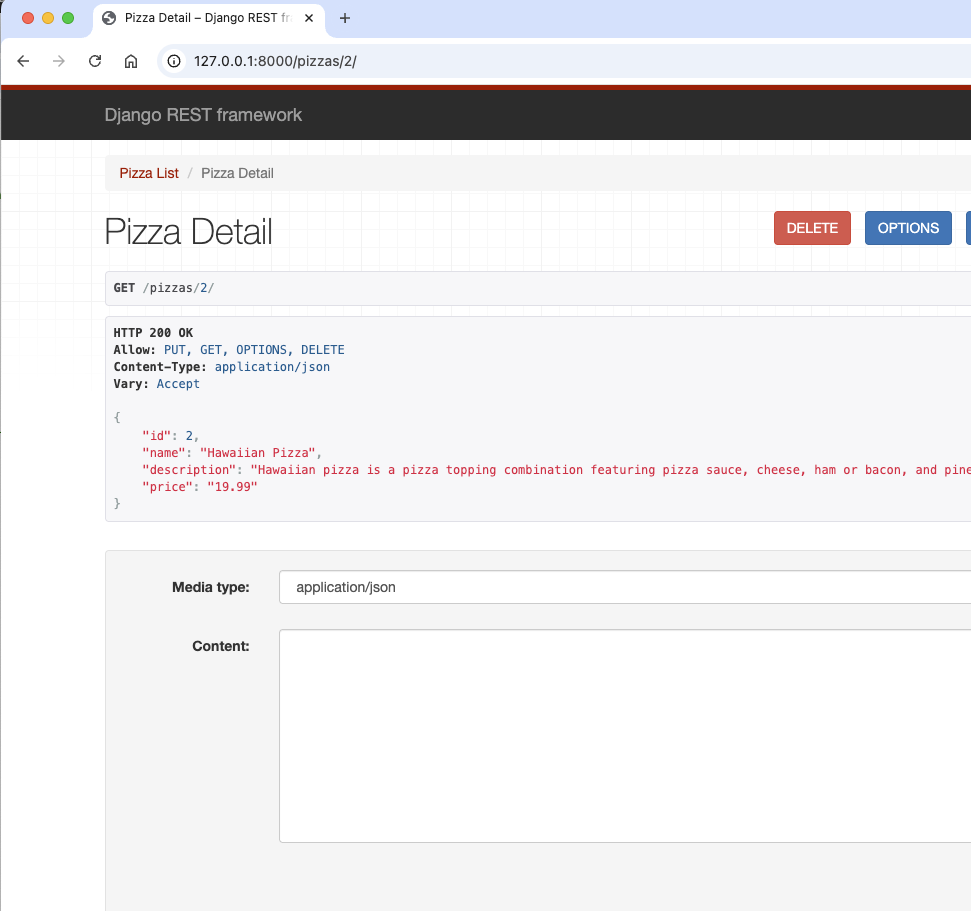 Pizza Detail – Django REST fr
127.0.0.1:8000/pizzas/2/
Django REST framework
Pizza List / Pizza Detail
Pizza Detail
DELETE
OPTIONS
GET /pizzas/2/
HTTP 200 OK
Allow: PUT, GET, OPTIONS, DELETE
Content-Type: application/json
Vary: Accept
{
"id": 2,
"name": "Hawaiian Pizza",
"description": "Hawaiian pizza is a pizza topping combination featuring pizza sauce, cheese, ham or bacon, and pine
"price": "19.99"
}
Media type:
application/json
Content: